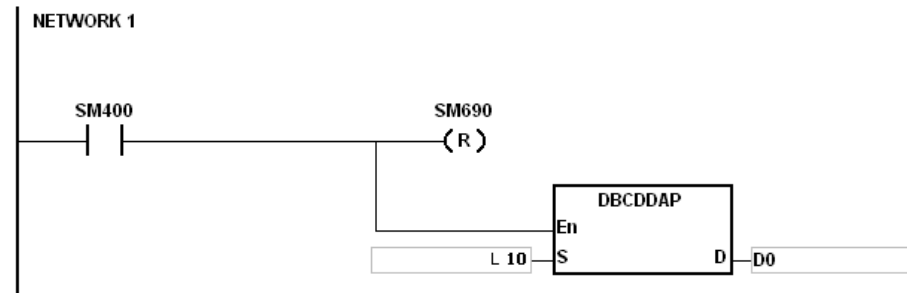 NETWORK 1
SM400
SM690
( R )
DBCDDAP
En
L 10
S
D
D0